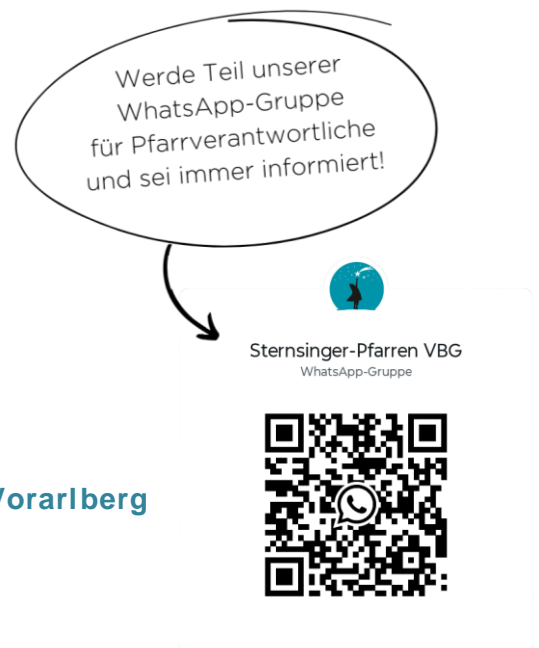 Werde Teil unserer
WhatsApp-Gruppe
für Pfarrverantwortliche
und sei immer informiert!
Sternsinger-Pfarren VBG
WhatsApp-Gruppe
Vorarlberg